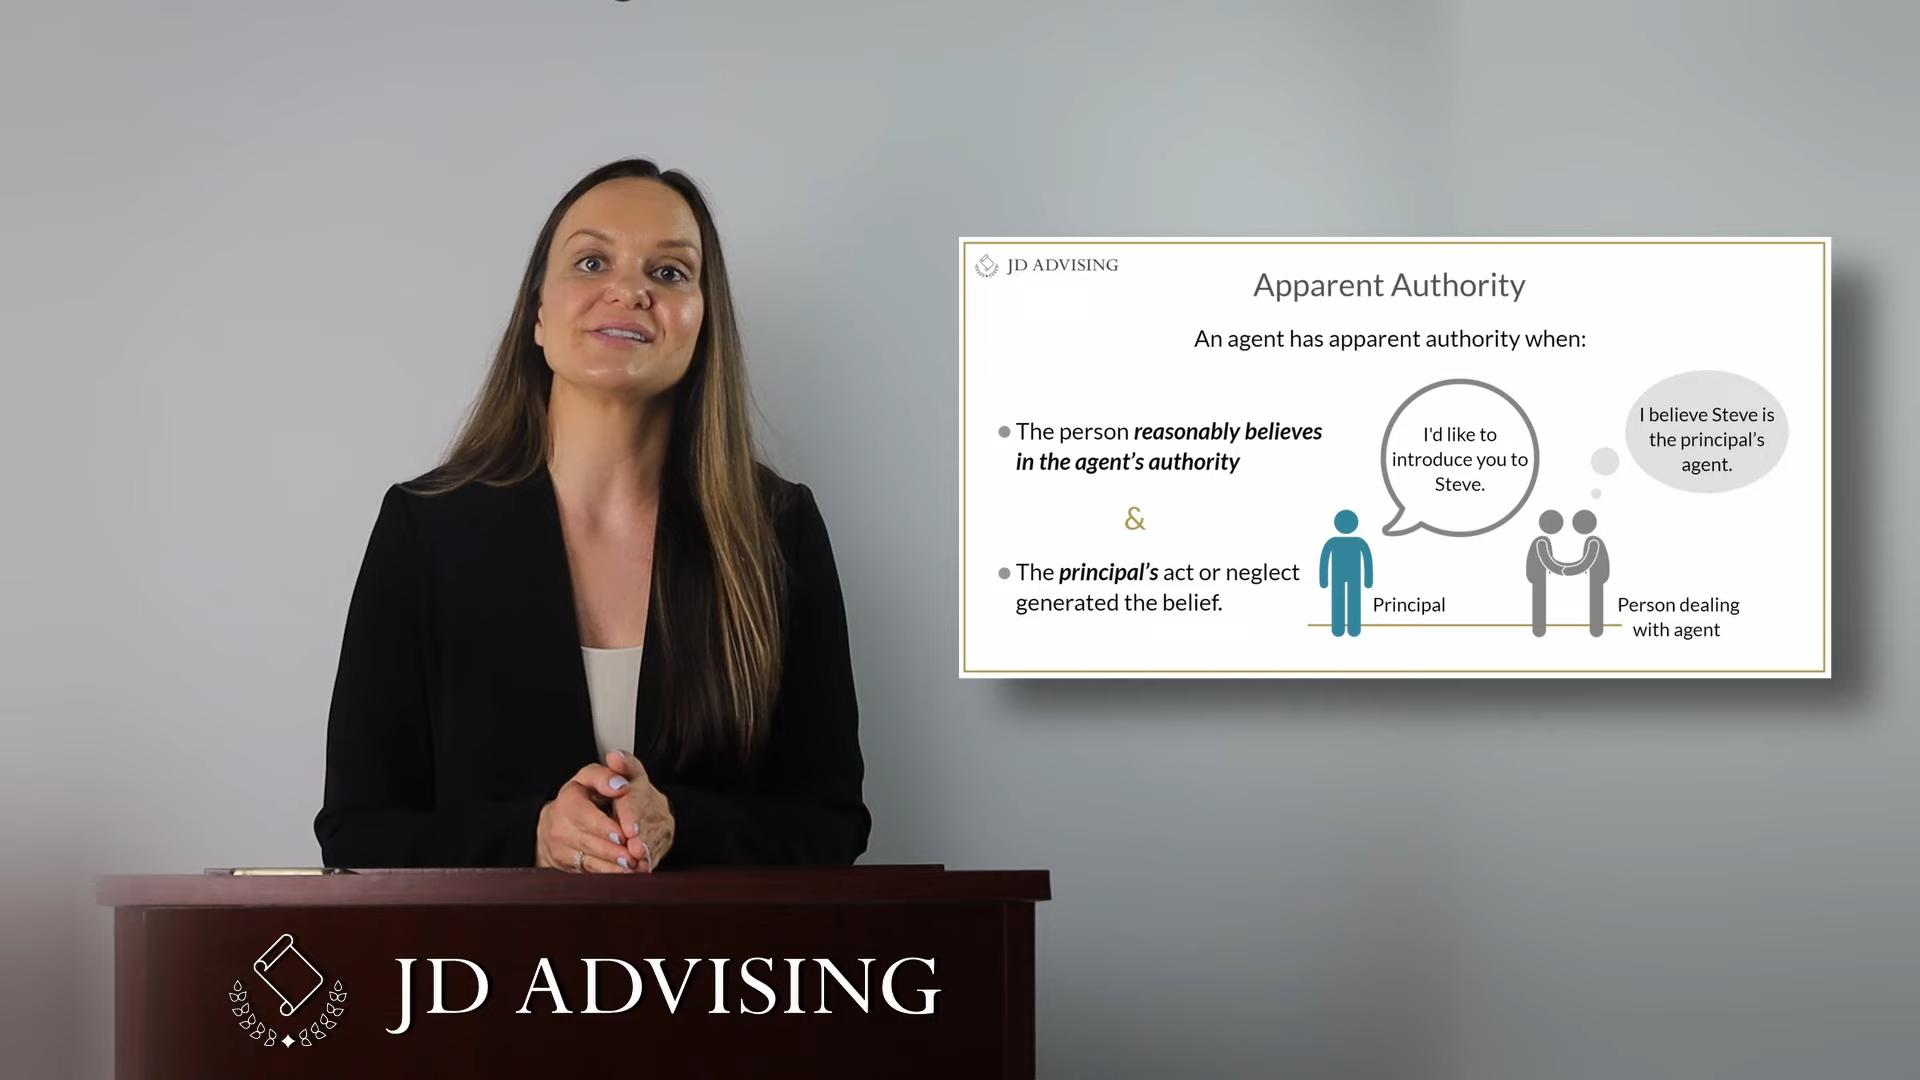 JD ADVISING
Apparent Authority
An agent has apparent authority when:
The person reasonably believes
in the agent's authority
&
The principal's act or neglect
generated the belief.
I'd like to
introduce you to
Steve.
I believe Steve is
the principal's
agent.
Principal
Person dealing
with agent
JD ADVISING